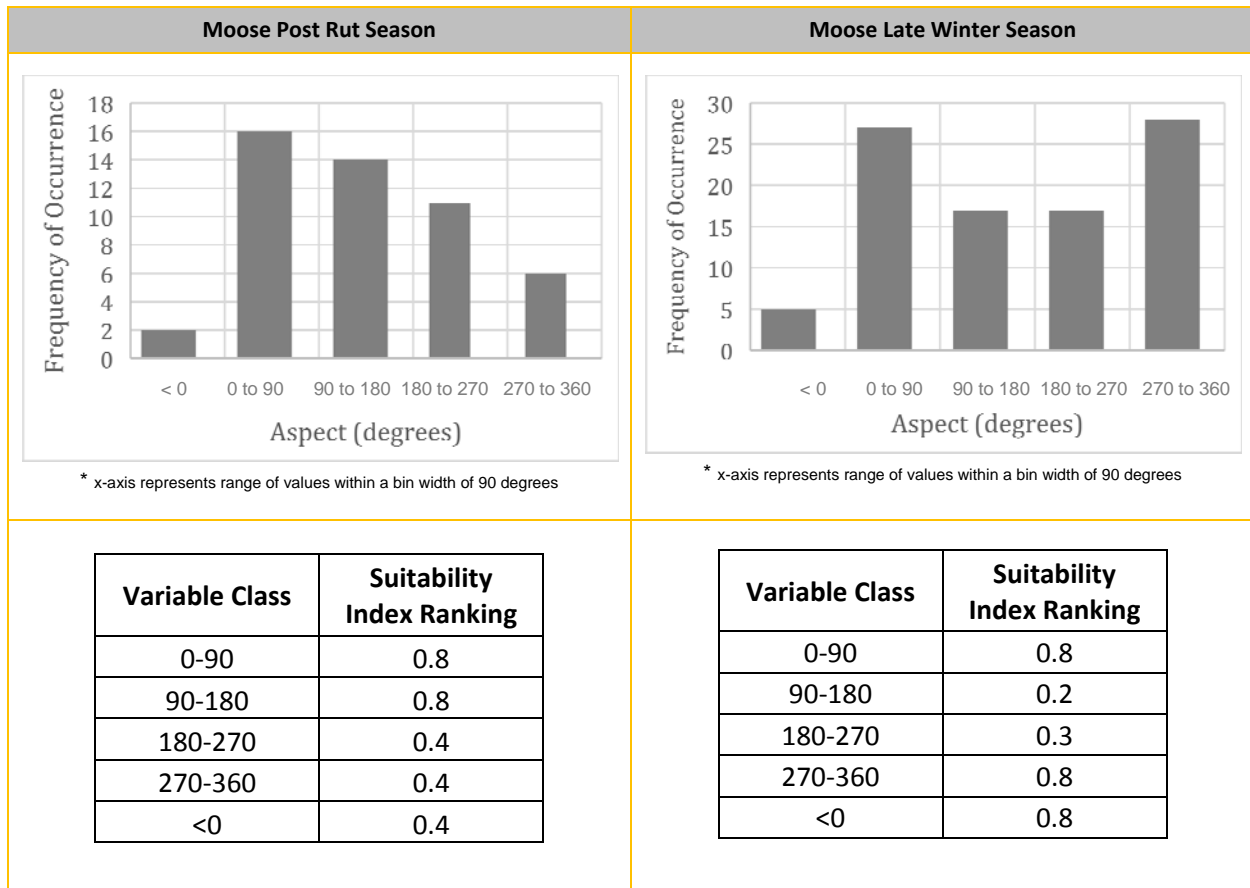 Moose Post Rut Season
Moose Late Winter Season
Frequency of Occurrence
18
16
14
12
10
8
6
4
2
0
< 0 0 to 90 90 to 180 180 to 270 270 to 360
Aspect (degrees)
* x-axis represents range of values within a bin width of 90 degrees
Frequency of Occurrence
30
25
20
15
10
5
0
< 0 0 to 90 90 to 180 180 to 270 270 to 360
Aspect (degrees)
* x-axis represents range of values within a bin width of 90 degrees
Variable Class Suitability Index Ranking
0-90 0.8
90-180 0.8
180-270 0.4
270-360 0.4
<0 0.4
Variable Class Suitability Index Ranking
0-90 0.8
90-180 0.2
180-270 0.3
270-360 0.8
<0 0.8